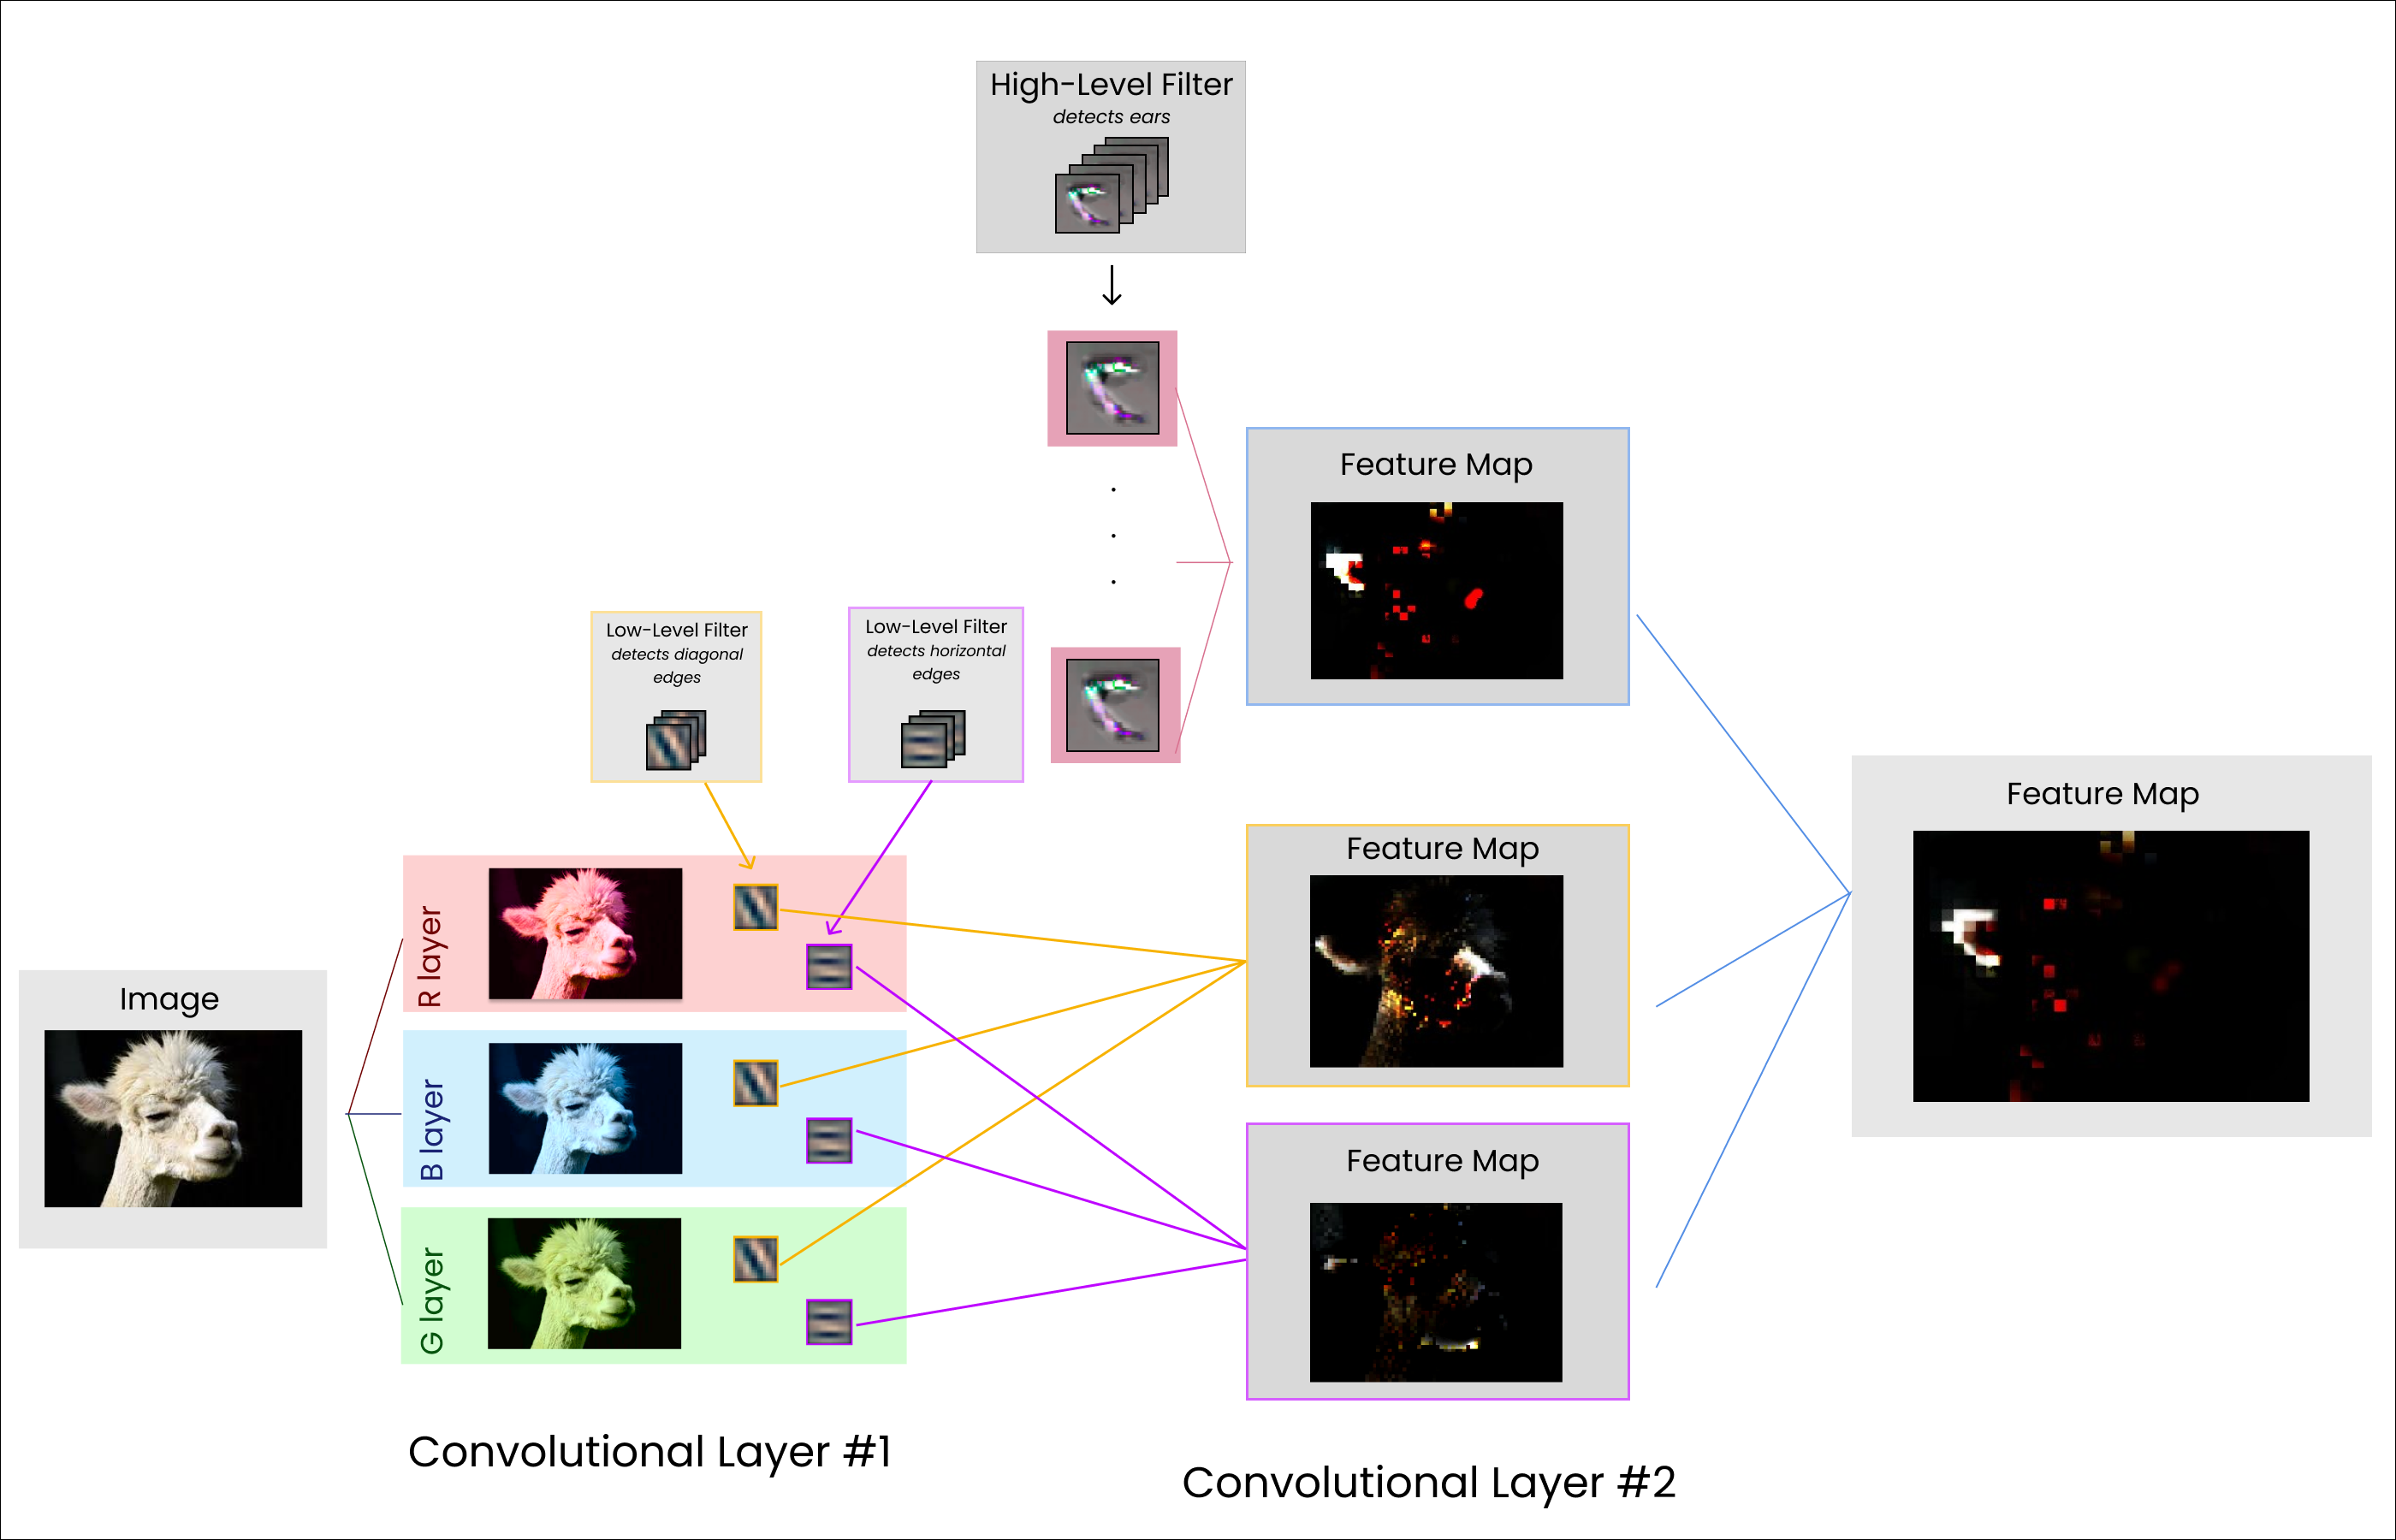 High-Level Filter
detects ears
Feature Map
Low-Level Filter
detects diagonal
edges
Low-Level Filter
detects horizontal
edges
Feature Map
Feature Map
R layer
Image
B layer
Feature Map
G layer
Convolutional Layer #1
Convolutional Layer #2